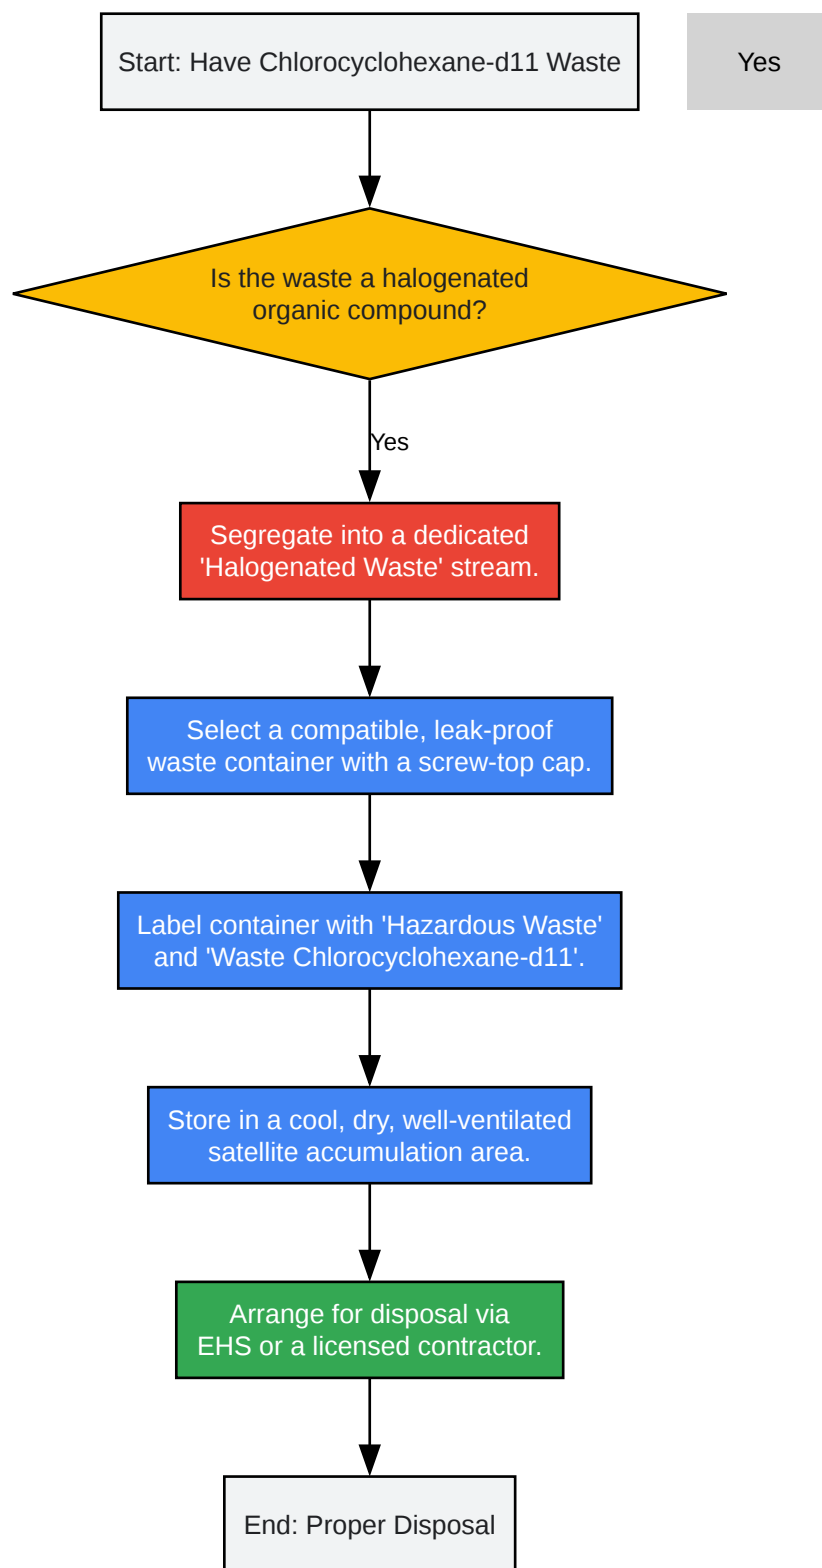 Start: Have Chlorocyclohexane-d11 Waste
Yes
Is the waste a halogenated
organic compound?
Yes
Segregate into a dedicated
'Halogenated Waste' stream.
Select a compatible, leak-proof
waste container with a screw-top cap.
Label container with 'Hazardous Waste'
and 'Waste Chlorocyclohexane-d11'.
Store in a cool, dry, well-ventilated
satellite accumulation area.
Arrange for disposal via
EHS or a licensed contractor.
End: Proper Disposal